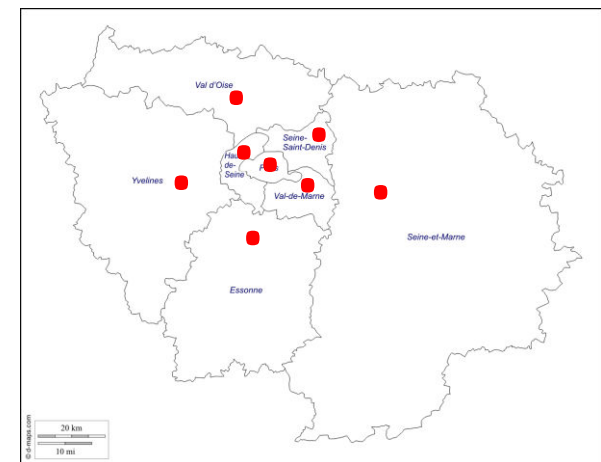 Val d'Oise
Seine-
Saint-Denis
de-
Seine
Yvelines
Val-de-Marne
Seine-et-Marne
Essonne
© d-maps.com
20 km
10 mi